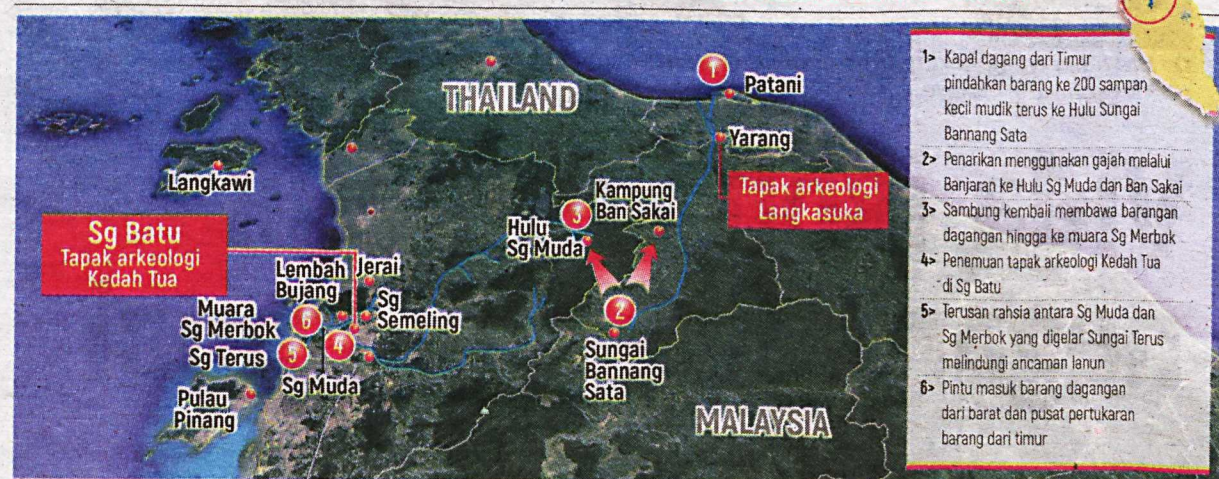 THAILAND
1
Patani
Yarang
Tapak arkeologi
Langkasuka
Langkawi
Kampung
Ban Sakai
3
Hulu
Sg Muda
Sg Batu
Tapak arkeologi
Kedah Tua
Lembah
Bujang
Jerai
Sg
Semeling
Muara
Sg Merbok
6
Sg Terus
5
4
Sg Muda
2
Sungai
Bannang
Sata
Pulau
Pinang
MALAYSIA
1> Kapal dagang dari Timur
pindahkan barang ke 200 sampan
kecil mudik terus ke Hulu Sungai
Bannang Sata
2> Penarikan menggunakan gajah melalui
Banjaran ke Hulu Sg Muda dan Ban Sakai
3> Sambung kembali membawa barangan
dagangan hingga ke muara Sg Merbok
4> Penemuan tapak arkeologi Kedah Tua
di Sg Batu
5> Terusan rahsia antara Sg Muda dan
Sg Merbok yang digelar Sungai Terus
melindungi ancaman lanun
6> Pintu masuk barang dagangan
dari barat dan pusat pertukaran
barang dari timur